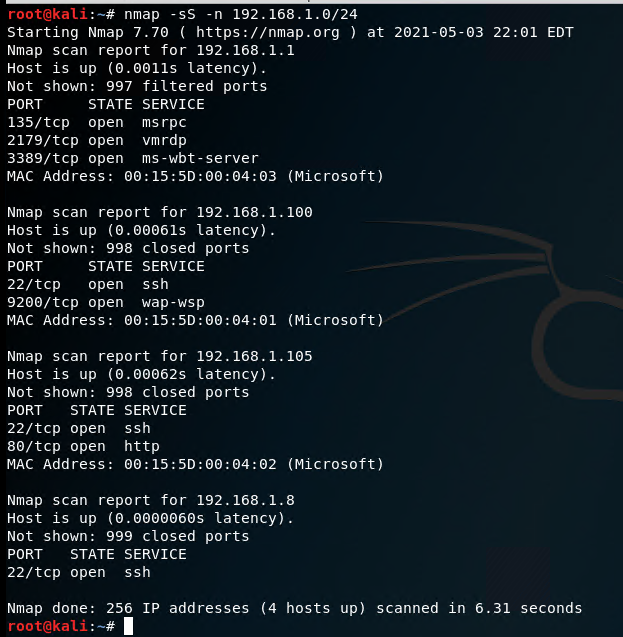 root@kali:~# nmap -sS -n 192.168.1.0/24
Starting Nmap 7.70 ( https://nmap.org ) at 2021-05-03 22:01 EDT
Nmap scan report for 192.168.1.1
Host is up (0.0011s latency).
Not shown: 997 filtered ports
PORT     STATE SERVICE
135/tcp  open  msrpc
2179/tcp open  vmrdp
3389/tcp open  ms-wbt-server
MAC Address: 00:15:5D:00:04:03 (Microsoft)

Nmap scan report for 192.168.1.100
Host is up (0.00061s latency).
Not shown: 998 closed ports
PORT     STATE SERVICE
22/tcp   open  ssh
9200/tcp open  wap-wsp
MAC Address: 00:15:5D:00:04:01 (Microsoft)

Nmap scan report for 192.168.1.105
Host is up (0.00062s latency).
Not shown: 998 closed ports
PORT   STATE SERVICE
22/tcp open  ssh
80/tcp open  http
MAC Address: 00:15:5D:00:04:02 (Microsoft)

Nmap scan report for 192.168.1.8
Host is up (0.0000060s latency).
Not shown: 999 closed ports
PORT   STATE SERVICE
22/tcp open  ssh

Nmap done: 256 IP addresses (4 hosts up) scanned in 6.31 seconds
root@kali:~#